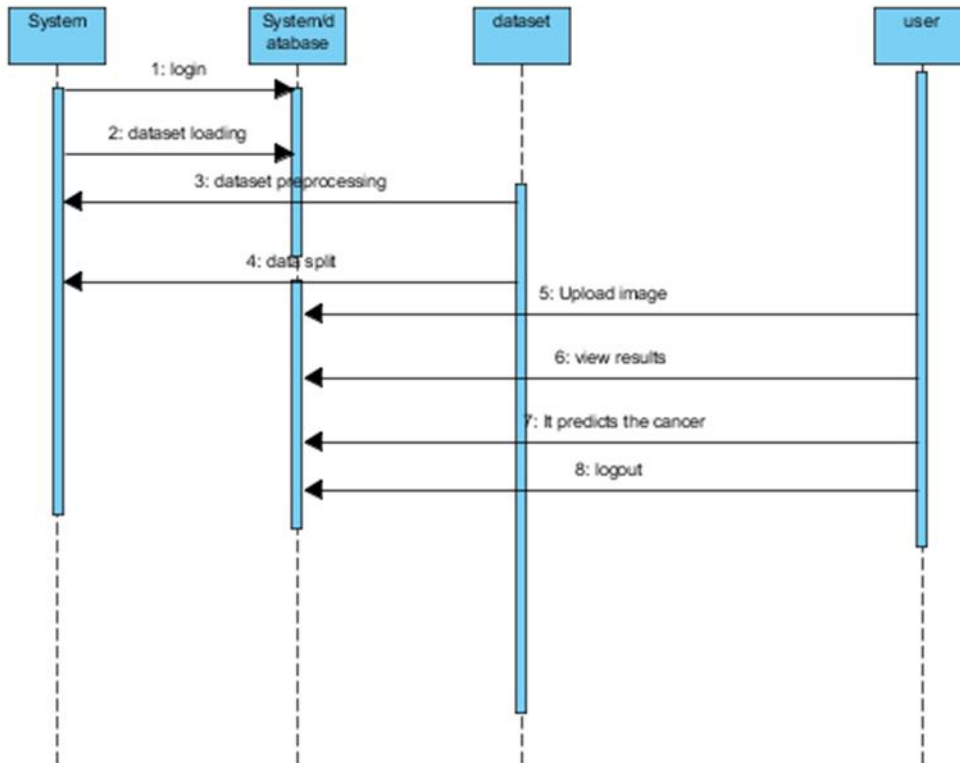 System
System/d
atabase
dataset
user
1: login
2: dataset loading
3: dataset preprocessing
4: data split
5: Upload image
6: view results
7: It predicts the cancer
8: logout